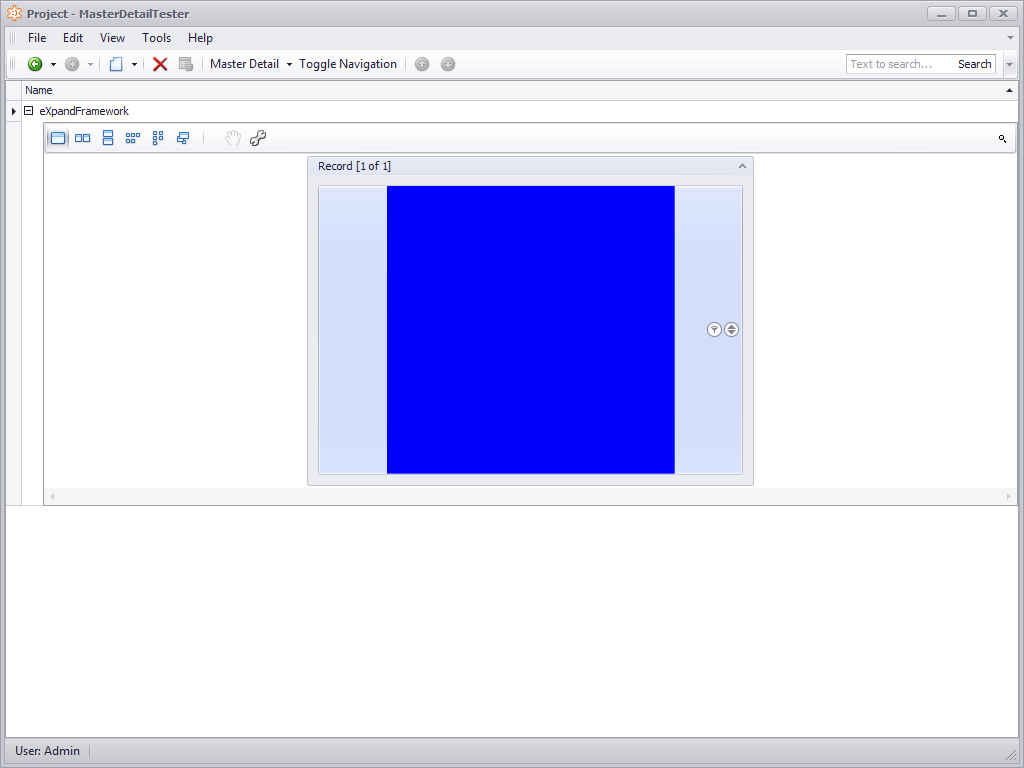 Project - MasterDetailTester
File Edit View Tools Help
Master Detail Toggle Navigation Text to search... Search
Name
eXpandFramework
Record [1 of 1]
User: Admin